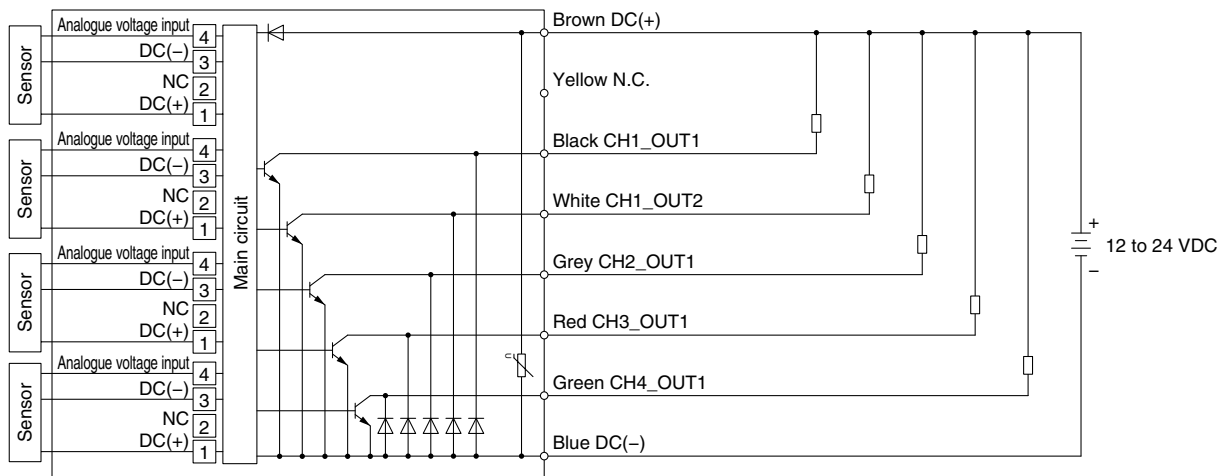 Sensor
Analogue voltage input 4
DC(−) 3
NC 2
DC(+) 1
Sensor
Analogue voltage input 4
DC(−) 3
NC 2
DC(+) 1
Sensor
Analogue voltage input 4
DC(−) 3
NC 2
DC(+) 1
Sensor
Analogue voltage input 4
DC(−) 3
NC 2
DC(+) 1
Main circuit
U
Brown DC(+)
Yellow N.C.
Black CH1_OUT1
White CH1_OUT2
Grey CH2_OUT1
Red CH3_OUT1
Green CH4_OUT1
Blue DC(−)
+
12 to 24 VDC
−